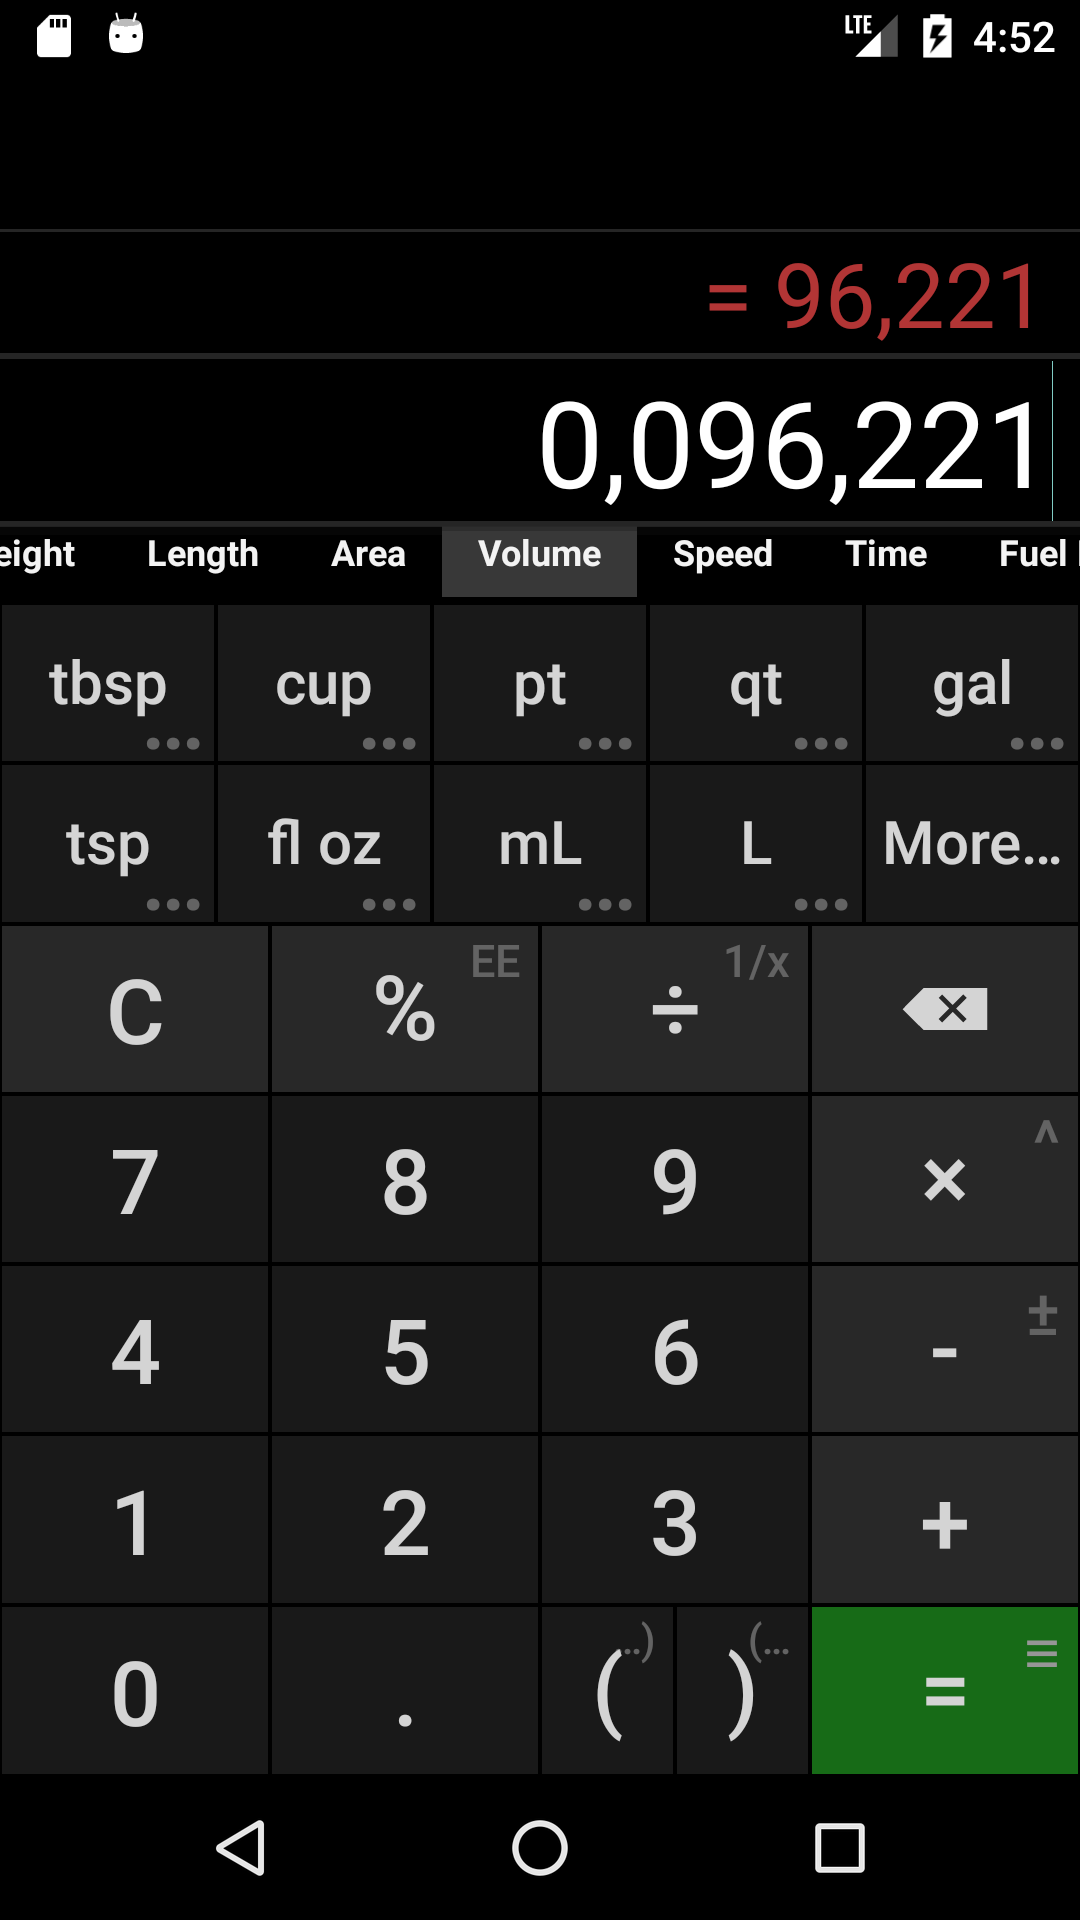 LTE 4:52
= 96,221
0,096,221
eight Length Area Volume Speed Time Fuel
tbsp cup pt qt gal
tsp fl oz mL L More...
C % EE ÷ 1/x
7 8 9 × ^
4 5 6 - ±
1 2 3 +
0 . ( ..) ) (... = ≡